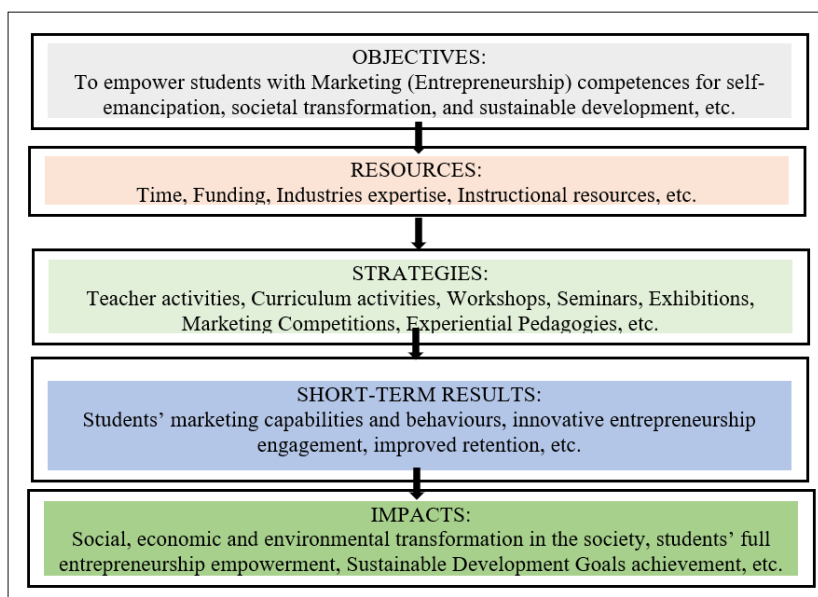 OBJECTIVES:
To empower students with Marketing (Entrepreneurship) competences for self-
emancipation, societal transformation, and sustainable development, etc.
RESOURCES:
Time, Funding, Industries expertise, Instructional resources, etc.
STRATEGIES:
Teacher activities, Curriculum activities, Workshops, Seminars, Exhibitions,
Marketing Competitions, Experiential Pedagogies, etc.
SHORT-TERM RESULTS:
Students’ marketing capabilities and behaviours, innovative entrepreneurship
engagement, improved retention, etc.
IMPACTS:
Social, economic and environmental transformation in the society, students’ full
entrepreneurship empowerment, Sustainable Development Goals achievement, etc.